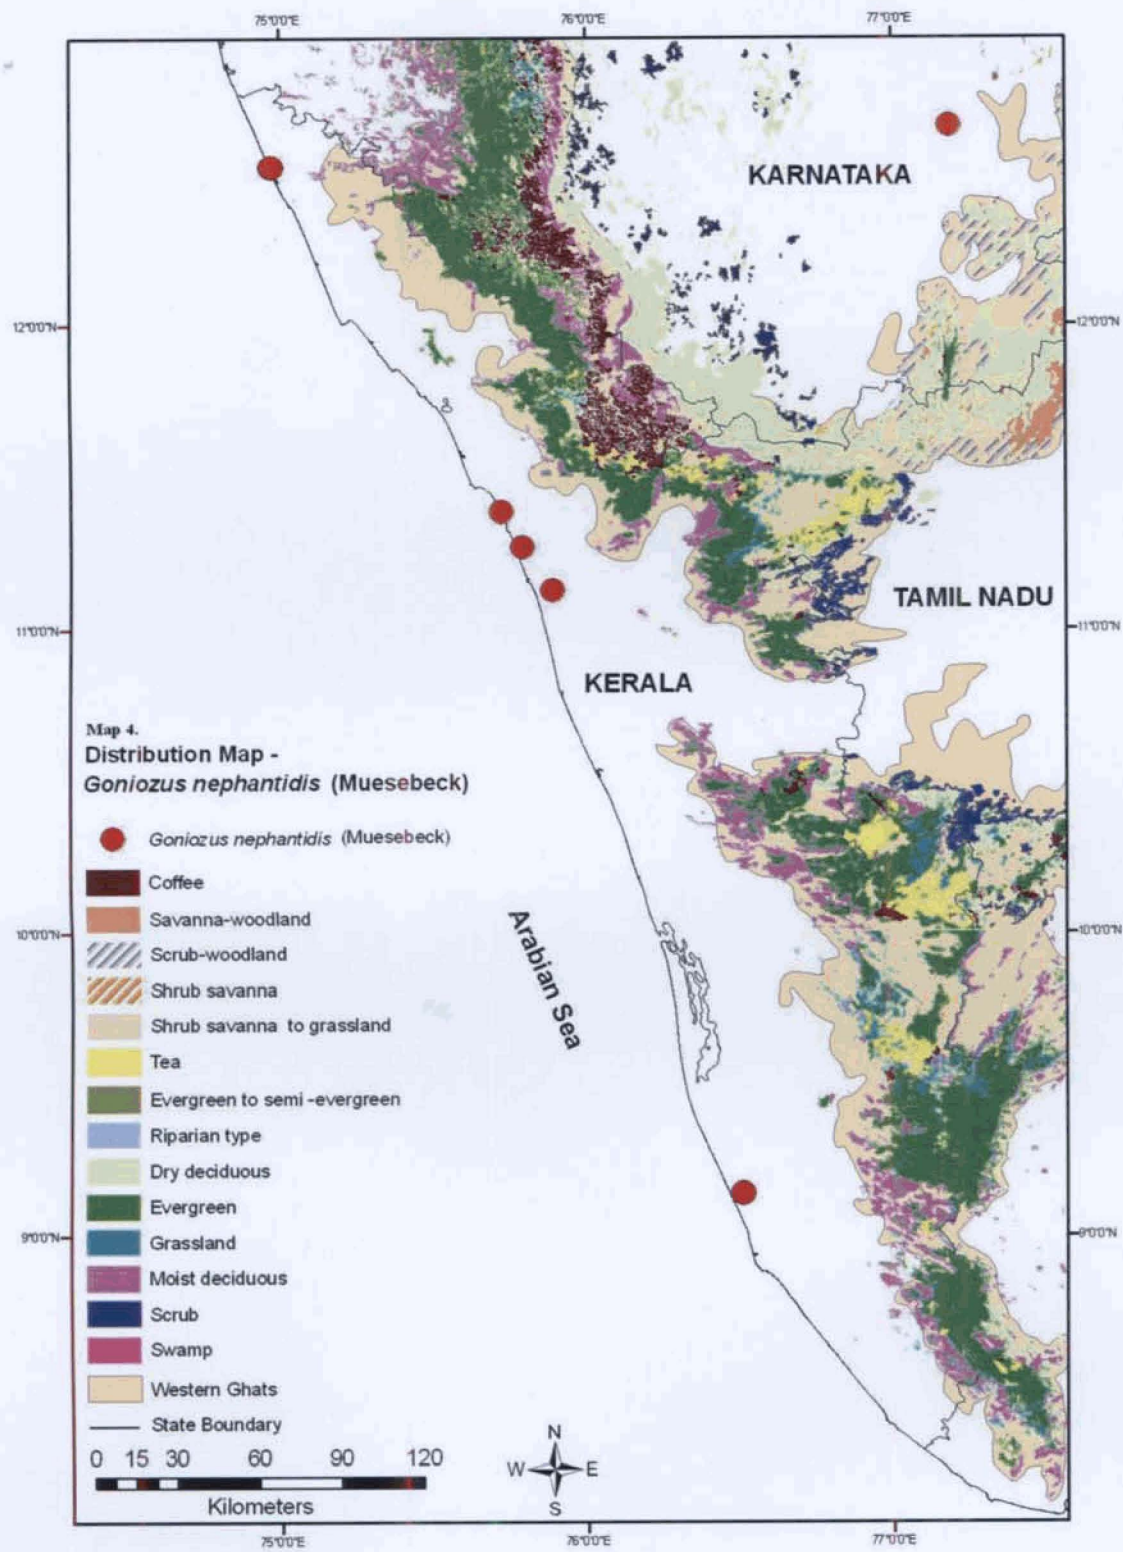 75°0'0"E 76°0'0"E 77°0'0"E
KARNATAKA
12°0'0"N 12°0'0"N
TAMIL NADU
11°0'0"N 11°0'0"N
KERALA
Map 4.
Distribution Map -
Goniozus nephantidis (Muesebeck)
Goniozus nephantidis (Muesebeck)
Coffee
Savanna-woodland
10°0'0"N 10°0'0"N
Scrub-woodland
Shrub savanna
Arabian Sea
Shrub savanna to grassland
Tea
Evergreen to semi -evergreen
Riparian type
Dry deciduous
Evergreen
9°0'0"N 9°0'0"N
Grassland
Moist deciduous
Scrub
Swamp
Western Ghats
State Boundary
0 15 30 60 90 120
Kilometers
N
W E
S
75°0'0"E 76°0'0"E 77°0'0"E